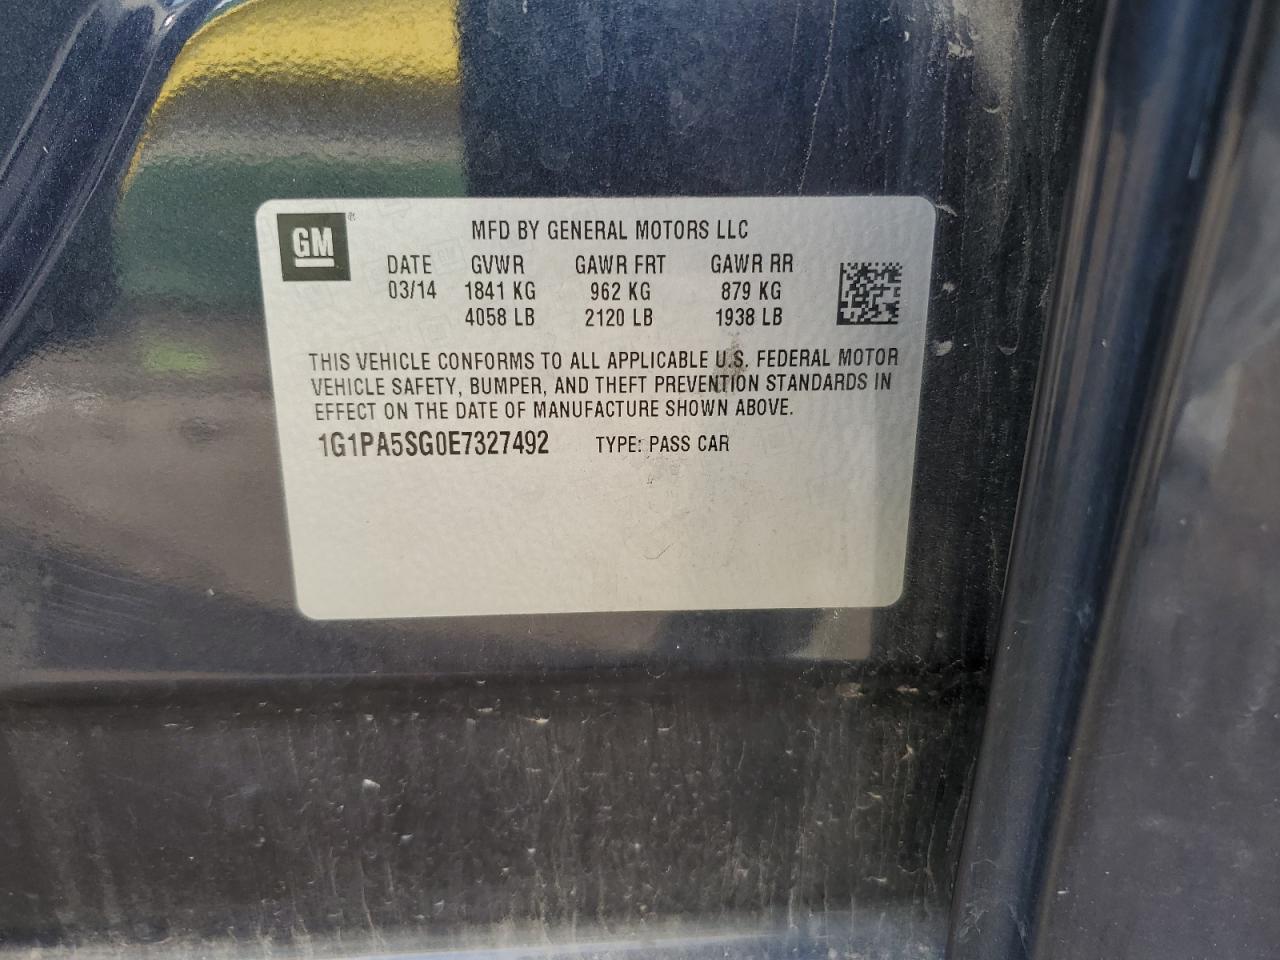 GM ®
MFD BY GENERAL MOTORS LLC
DATE GVWR GAWR FRT GAWR RR
03/14 1841 KG 962 KG 879 KG
4058 LB 2120 LB 1938 LB
THIS VEHICLE CONFORMS TO ALL APPLICABLE U.S. FEDERAL MOTOR
VEHICLE SAFETY, BUMPER, AND THEFT PREVENTION STANDARDS IN
EFFECT ON THE DATE OF MANUFACTURE SHOWN ABOVE.
1G1PA5SG0E7327492 TYPE: PASS CAR